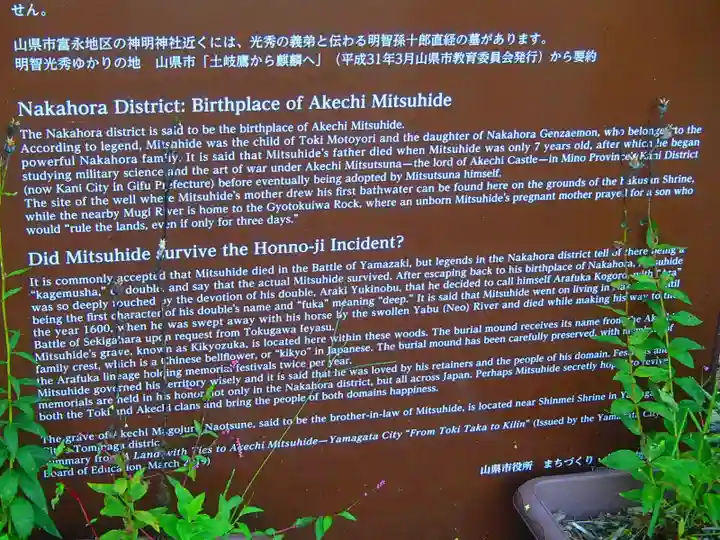 せん。
山県市富永地区の神明神社近くには、光秀の義弟と伝わる明智孫十郎直経の墓があります。
明智光秀ゆかりの地 山県市「土岐鷹から麒麟へ」（平成31年3月山県市教育委員会発行）から要約
Nakahora District: Birthplace of Akechi Mitsuhide
The Nakahora district is said to be the birthplace of Akechi Mitsuhide.
According to legend, Mitsuhide was the child of Toki Motoyori and the daughter of Nakahora Genzaemon, who belonged to the
powerful Nakahora family. It is said that Mitsuhide's father died when Mitsuhide was only 7 years old, after which he began
studying military science and the art of war under Akechi Mitsutsuna—the lord of Akechi Castle—in Mino Province, Kani District
(now Kani City in Gifu Prefecture) before eventually being adopted by Mitsutsuna himself.
The site of the well where Mitsuhide's mother drew his first bathwater can be found here on the grounds of the Hakusan Shrine,
while the nearby Mugi River is home to the Gyotokuiwa Rock, where an unborn Mitsuhide's pregnant mother prayed for a son who
would "rule the lands, even if only for three days."
Did Mitsuhide survive the Honno-ji Incident?
It is commonly accepted that Mitsuhide died in the Battle of Yamazaki, but legends in the Nakahora district tell of there being a
"kagemusha," or double, and say that the actual Mitsuhide survived. After escaping back to his birthplace of Nakahora, Mitsuhide
was so deeply touched by the devotion of his double, Araki Yukinobu, that he decided to call himself Arafuka Kogoro, with "Ara"
being the first character of his double's name and "fuka" meaning "deep." It is said that Mitsuhide went on living in until
the year 1600, when he was swept away with his horse by the swollen Yabu (Neo) River and died while making his way to the
Battle of Sekigahara upon request from Tokugawa Ieyasu.
Mitsuhide's grave, known as Kikyozuka, is located here within these woods. The burial mound receives its name from the Akechi
family crest, which is a Chinese bellflower, or "kikyo" in Japanese. The burial mound has been carefully preserved, with members of
the Arafuka lineage holding memorial festivals twice per year.
Mitsuhide governed his territory wisely and it is said that he was loved by his retainers and the people of his domain. Festivals and
memorials are held in his honor not only in the Nakahora district, but all across Japan. Perhaps Mitsuhide secretly hoped to revive
both the Toki and Akechi clans and bring the people of both domains happiness.
The grave of Akechi Magojuro Naotsune, said to be the brother-in-law of Mitsuhide, is located near Shinmei Shrine in Yamagata
City's Tominaga district.
Summary from "A Land with Ties to Akechi Mitsuhide—Yamagata City "From Toki Taka to Kilin" (Issued by the Yamagata City
Board of Education, March 2019)
山県市役所 まちづくり・